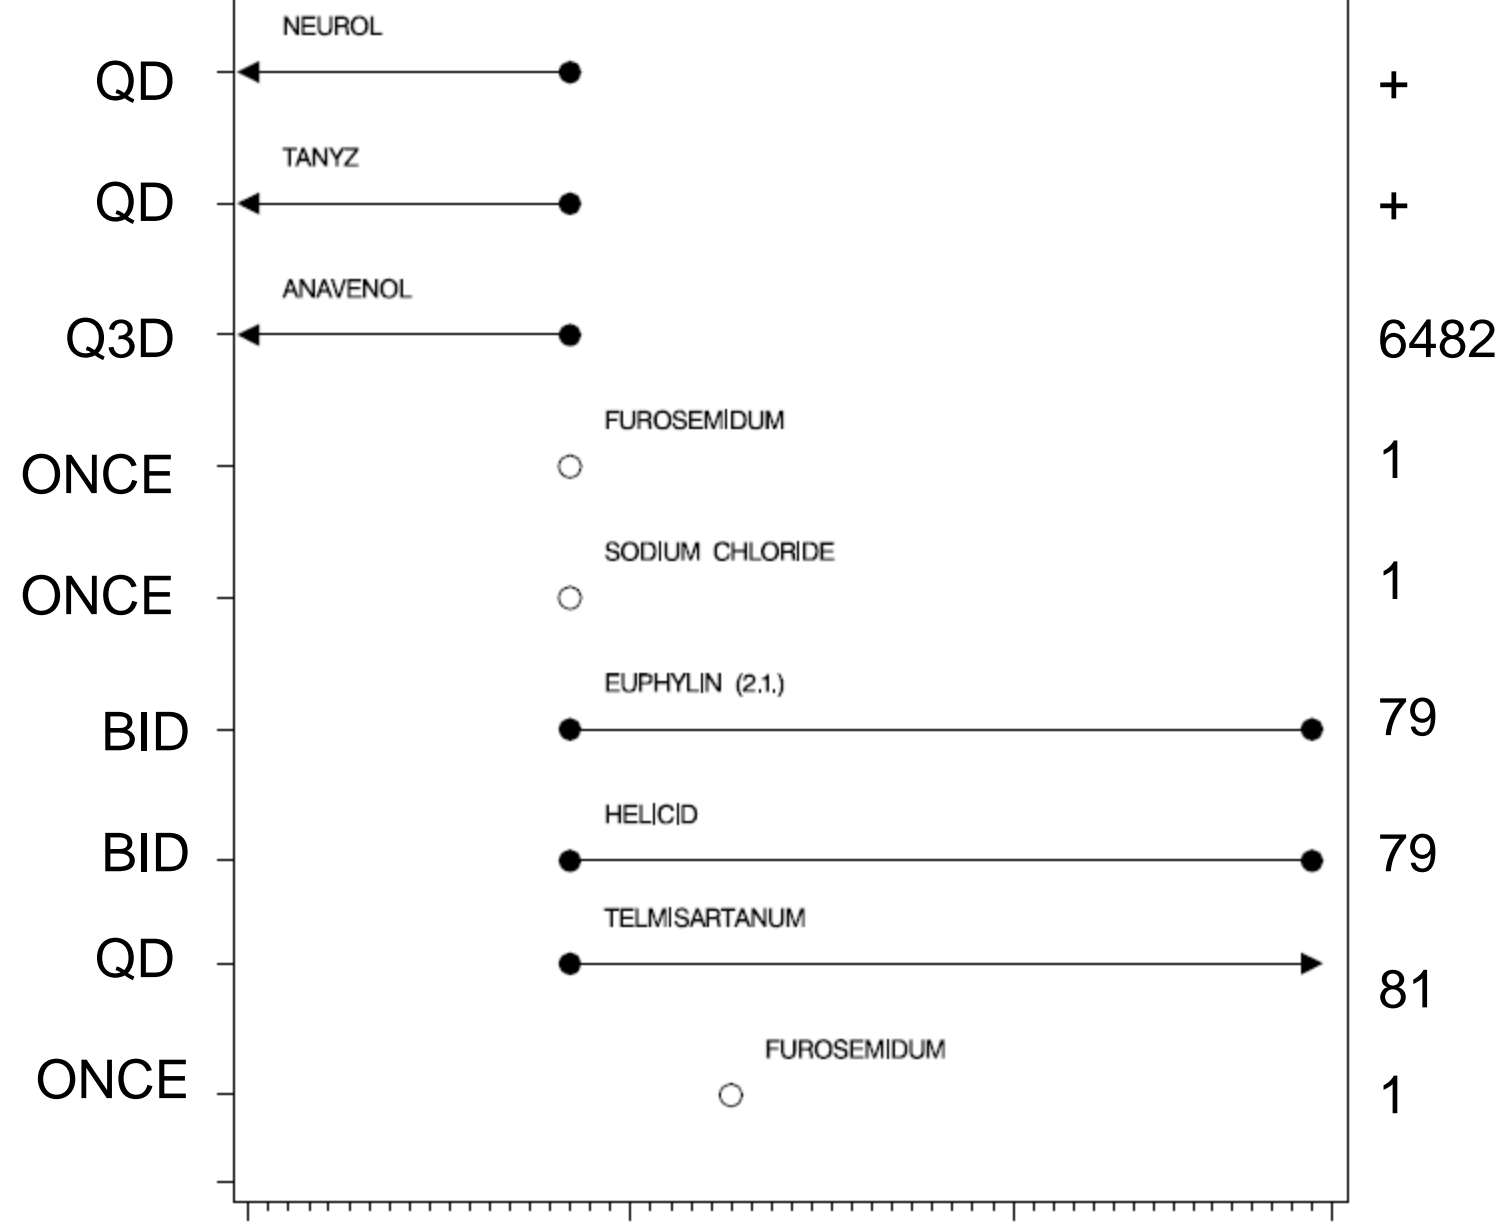 NEUROL
QD +
TANYZ
QD +
ANAVENOL
Q3D 6482
FUROSEMIDUM
ONCE 1
SODIUM CHLORIDE
ONCE 1
EUPHYLIN (2.1.)
BID 79
HELICID
BID 79
TELMISARTANUM
QD 81
FUROSEMIDUM
ONCE 1